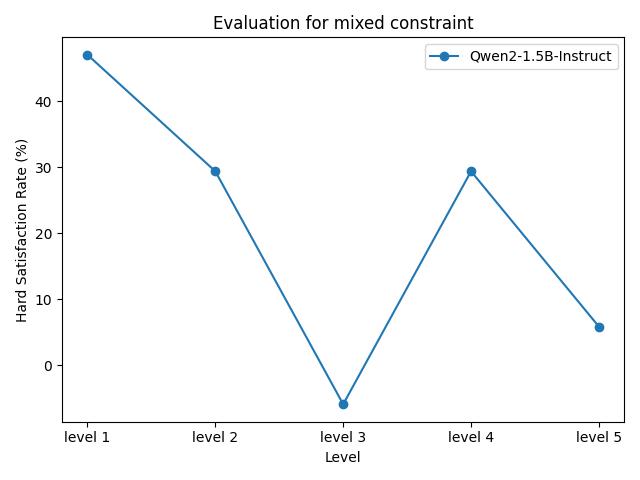 Evaluation for mixed constraint
Qwen2-1.5B-Instruct
Hard Satisfaction Rate (%)
40
30
20
10
0
level 1
level 2
level 3
level 4
level 5
Level